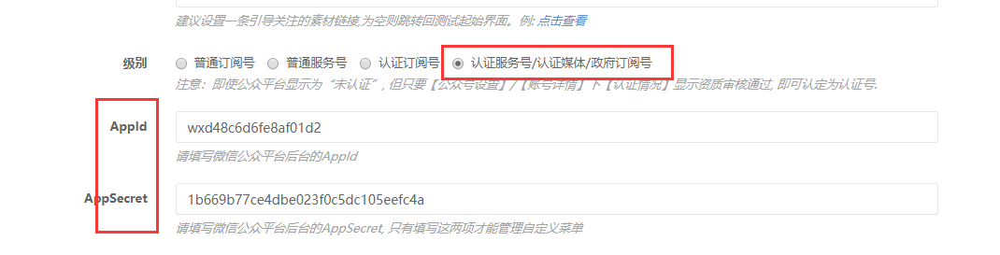 建议设置一条引导关注的素材链接,为空则跳转回测试起始界面。例: 点击查看
级别 普通订阅号 普通服务号 认证订阅号 认证服务号/认证媒体/政府订阅号
注意：即使公众平台显示为“未认证”, 但只要【公众号设置】/【账号详情】下【认证情况】显示资质审核通过, 即可认定为认证号.
AppId wxd48c6d6fe8af01d2
请填写微信公众平台后台的AppId
AppSecret 1b669b77ce4dbe023f0c5dc105eefc4a
请填写微信公众平台后台的AppSecret, 只有填写这两项才能管理自定义菜单